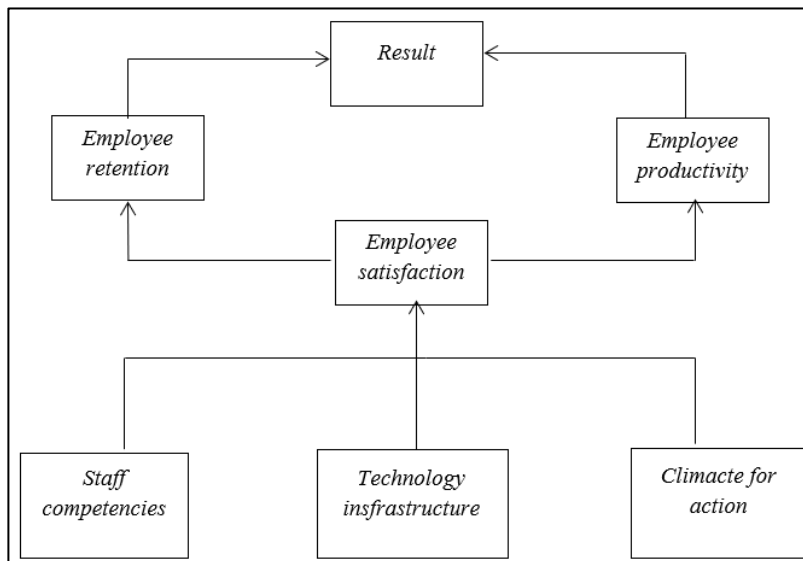 Result
Employee
retention
Employee
productivity
Employee
satisfaction
Staff
competencies
Technology
insfrastructure
Climacte for
action